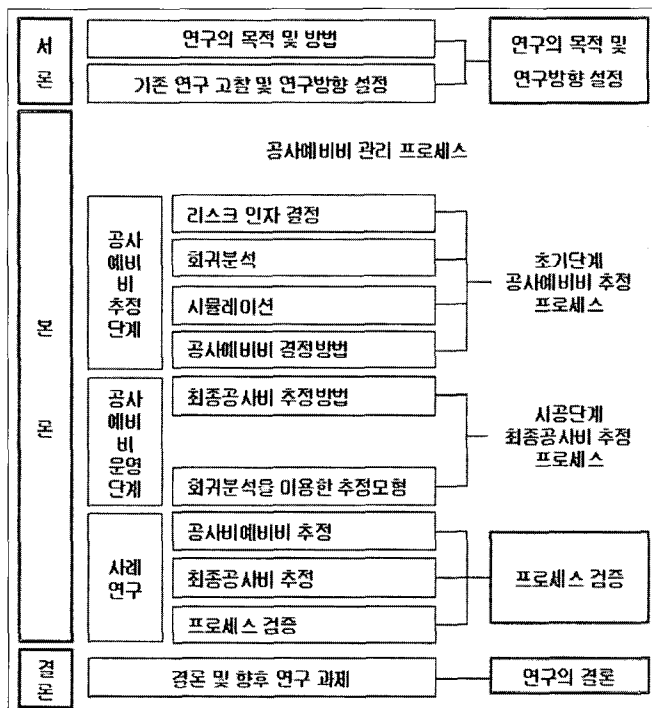 서론
연구의 목적 및 방법
기존 연구 고찰 및 연구방향 설정
연구의 목적 및
연구방향 설정
본론
공사예비비 관리 프로세스
공사
예비
비
추정
단계
리스크 인자 결정
회귀분석
시뮬레이션
공사예비비 결정방법
초기단계
공사예비비 추정
프로세스
공사
예비
비
운영
단계
최종공사비 추정방법
회귀분석을 이용한 추정모형
시공단계
최종공사비 추정
프로세스
사례
연구
공사비예비비 추정
최종공사비 추정
프로세스 검증
프로세스 검증
결론
결론 및 향후 연구 과제
연구의 결론